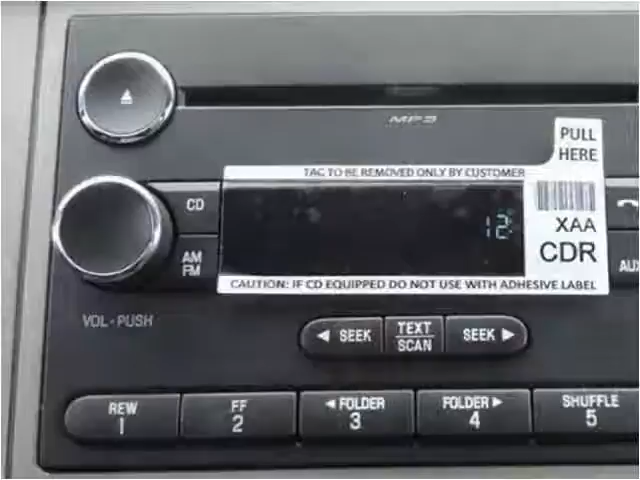 MP3
PULL
HERE
TAG TO BE REMOVED ONLY BY CUSTOMER
CD
12:
XAA
CDR
AM
FM
AUX
CAUTION: IF CD EQUIPPED DO NOT USE WITH ADHESIVE LABEL
VOL - PUSH
◀ SEEK
TEXT
SCAN
SEEK ▶
REW
1
FF
2
◀ FOLDER
3
FOLDER ▶
4
SHUFFLE
5